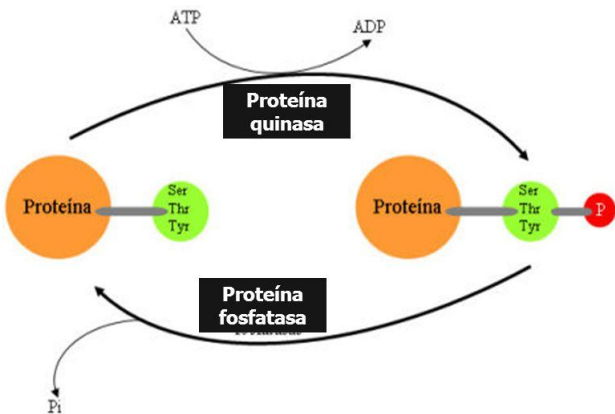 ATP
ADP
Proteína
quinasa
Proteína
Ser
Thr
Tyr
Proteína
Ser
Thr
Tyr
P
Proteína
fosfatasa
Pi